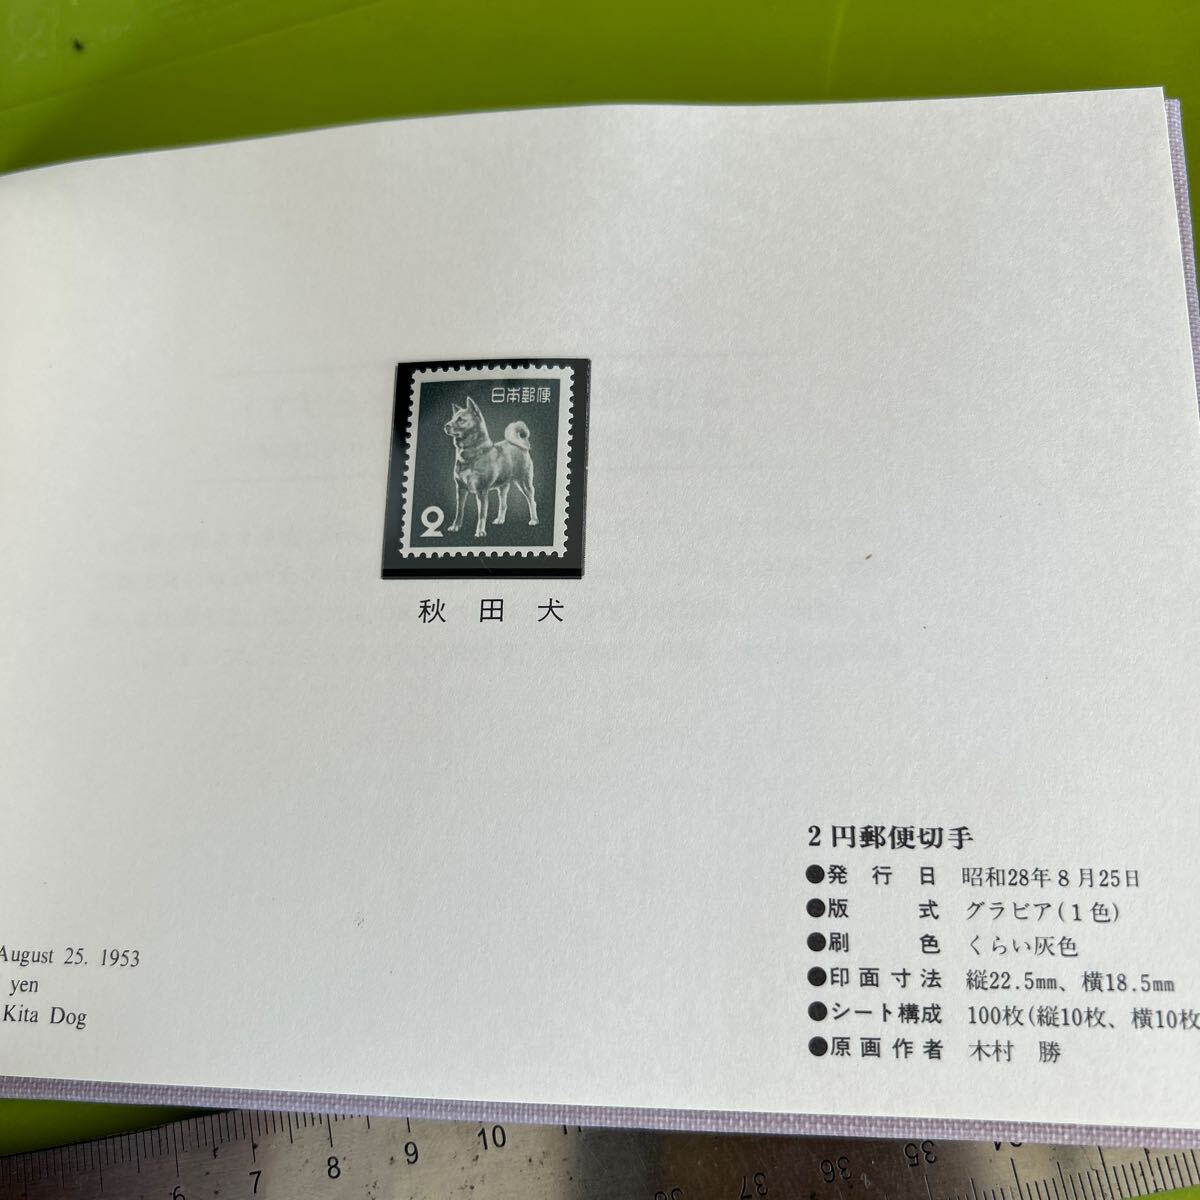 日本郵便
2
秋田犬
August 25. 1953
yen
Kita Dog
2円郵便切手
●発行日 昭和28年8月25日
●版式 グラビア(1色)
●刷色 くらい灰色
●印面寸法 縦22.5mm、横18.5mm
●シート構成 100枚(縦10枚、横10枚
●原画作者 木村 勝
6 7 8 9 10 34 35 36 37